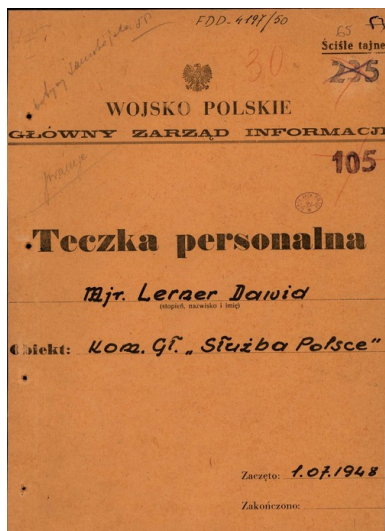 FDD-4197/50
Ściśle tajne
30.
235
WOJSKO POLSKIE
GŁÓWNY ZARZĄD INFORMACJI
105
Teczka personalna
Mjr. Lerner Dawid
(stopień, nazwisko i imię)
Obiekt: Kom. Gł. „Służba Polsce"
Zaczęto: 1.07.1948
Zakończono: